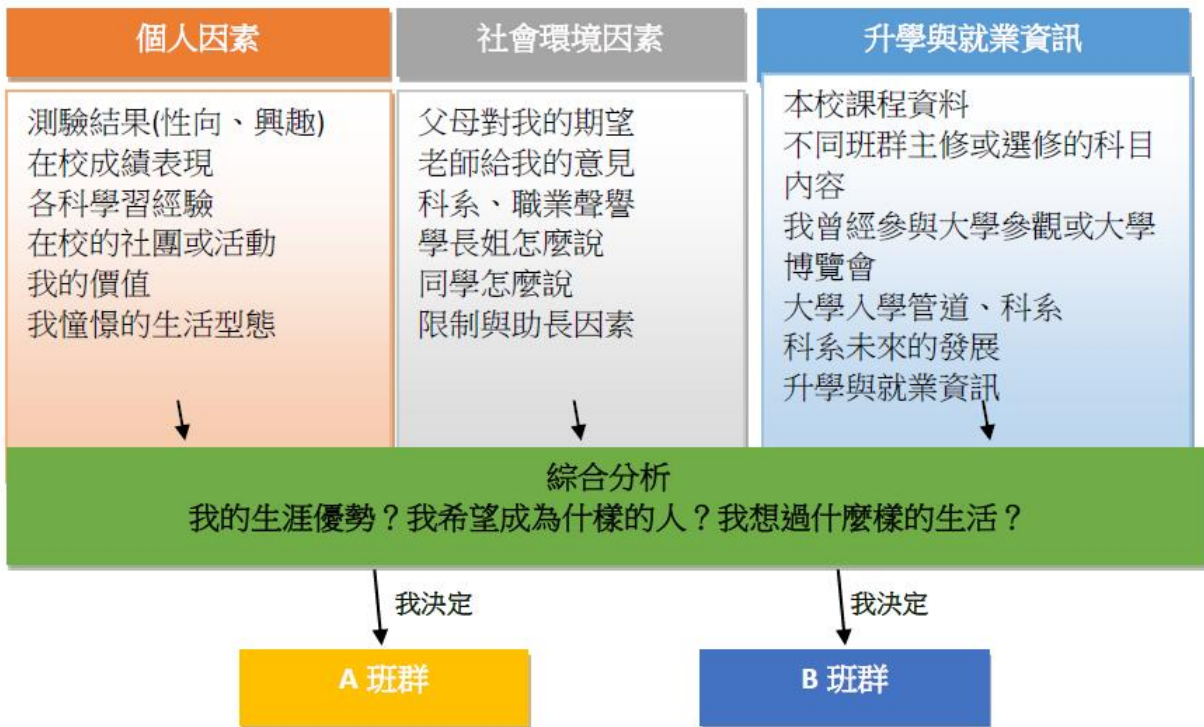 個人因素
測驗結果(性向、興趣)
在校成績表現
各科學習經驗
在校的社團或活動
我的價值
我憧憬的生活型態
社會環境因素
父母對我的期望
老師給我的意見
科系、職業聲譽
學長姐怎麼說
同學怎麼說
限制與助長因素
升學與就業資訊
本校課程資料
不同班群主修或選修的科目
內容
我曾經參與大學參觀或大學
博覽會
大學入學管道、科系
科系未來的發展
升學與就業資訊
綜合分析
我的生涯優勢？我希望成為什樣的人？我想過什麼樣的生活？
我決定
我決定
A 班群
B 班群